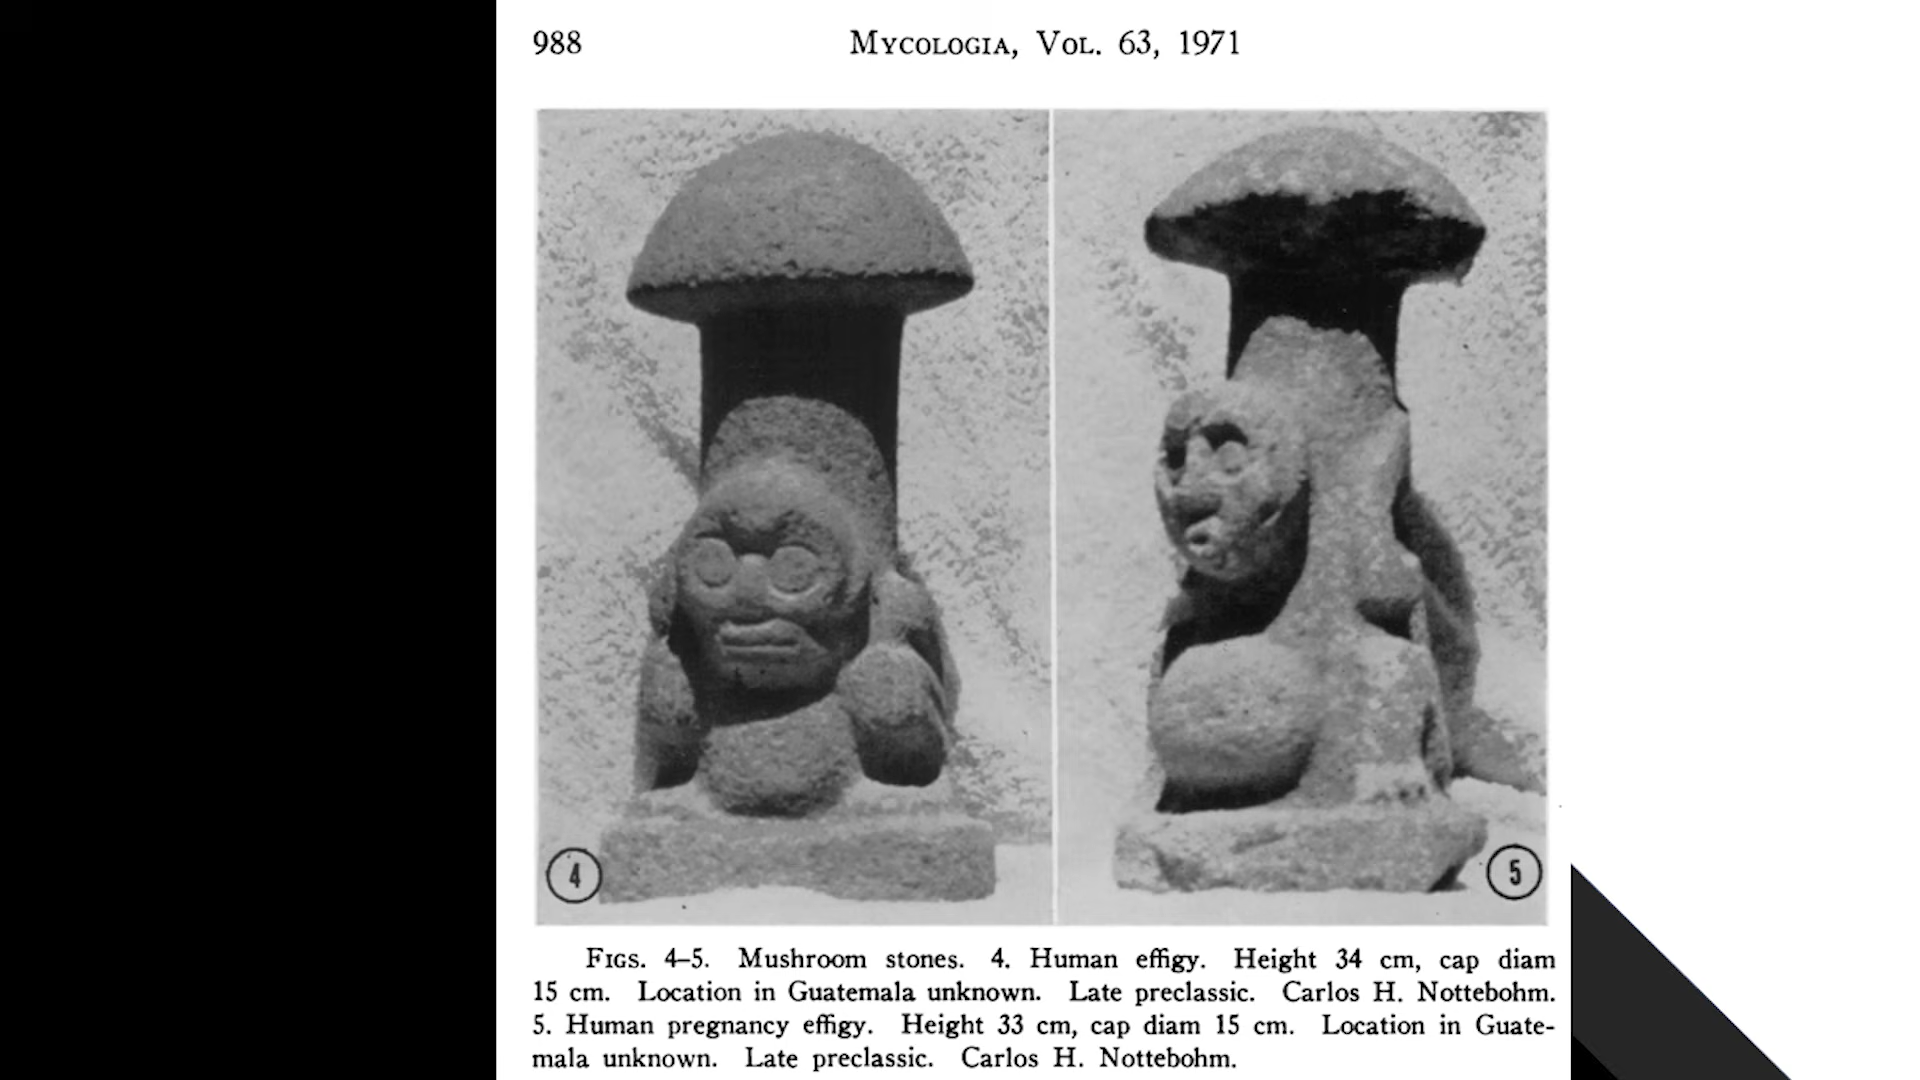 988
Mycologia, Vol. 63, 1971
4
5
Figs. 4–5. Mushroom stones. 4. Human effigy. Height 34 cm, cap diam
15 cm. Location in Guatemala unknown. Late preclassic. Carlos H. Nottebohm.
5. Human pregnancy effigy. Height 33 cm, cap diam 15 cm. Location in Guate-
mala unknown. Late preclassic. Carlos H. Nottebohm.